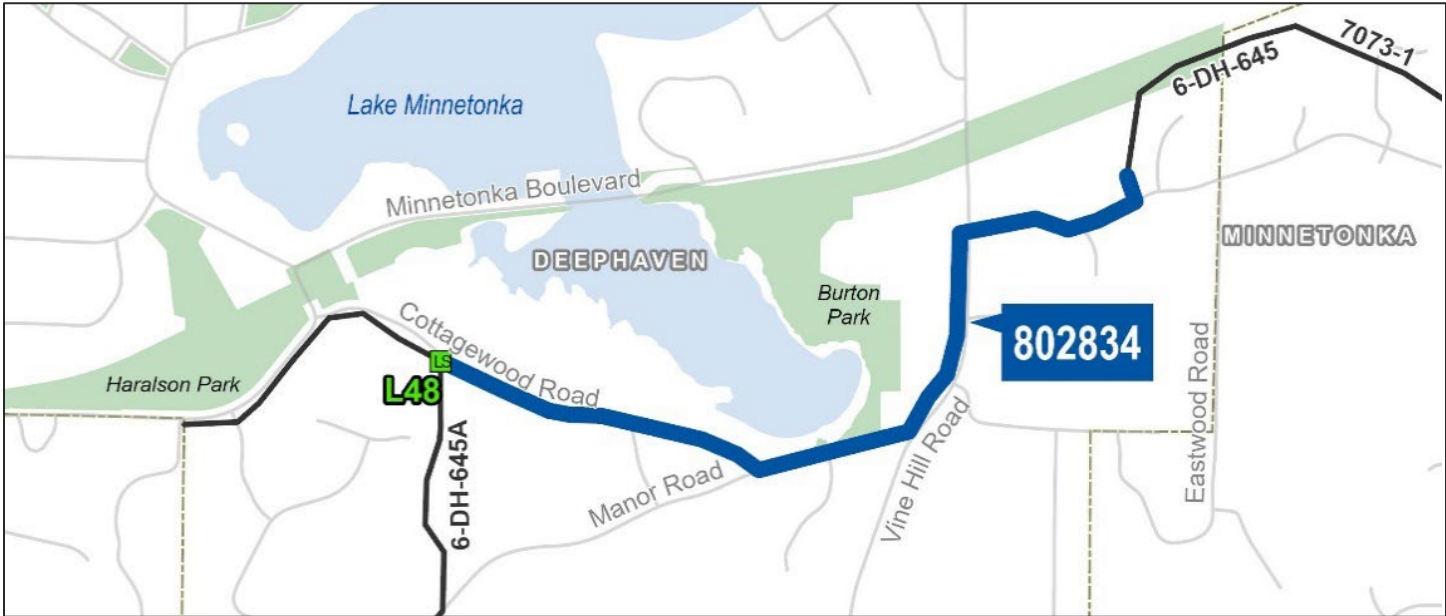 7073-1
6-DH-645
Lake Minnetonka
Minnetonka Boulevard
DEEPHAVEN
MINNETONKA
Burton
Park
802834
Cottagewood Road
LS
L48
Haralson Park
Eastwood Road
Vine Hill Road
Manor Road
6-DH-645A